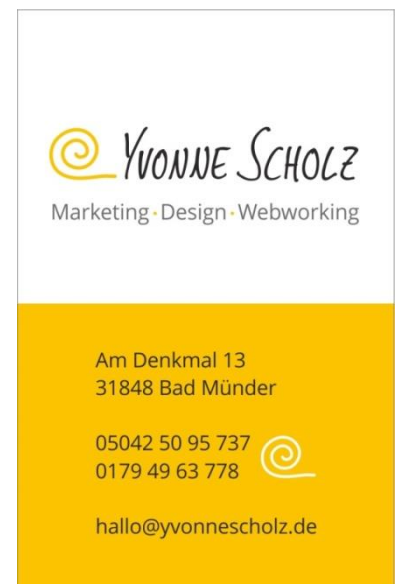 YVONNE SCHOLZ
Marketing · Design · Webworking
Am Denkmal 13
31848 Bad Münder
05042 50 95 737
0179 49 63 778
hallo@yvonnescholz.de